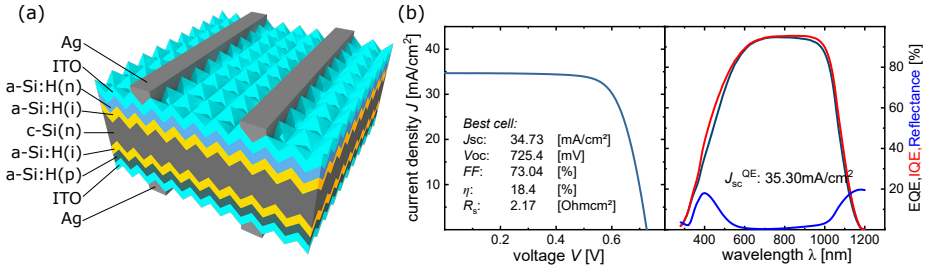 (a)
Ag
ITO
a-Si:H(n)
a-Si:H(i)
c-Si(n)
a-Si:H(i)
a-Si:H(p)
ITO
Ag
(b)
current density J [mA/cm²]
40
30
20
10
0.2 0.4 0.6
voltage V [V]
Best cell:
Jsc: 34.73 [mA/cm²]
Voc: 725.4 [mV]
FF: 73.04 [%]
η: 18.4 [%]
Rs: 2.17 [Ohmcm²]
Jsc^QE: 35.30mA/cm²
400 600 800 1000 1200
wavelength λ [nm]
80
60
40
20
0
EQE,IQE,Reflectance [%]